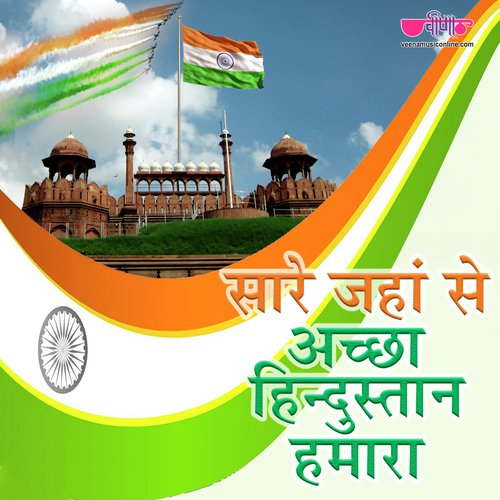 वीणा
veenamusiconline.com
सारे जहां से
अच्छा
हिन्दुस्तान
हमारा